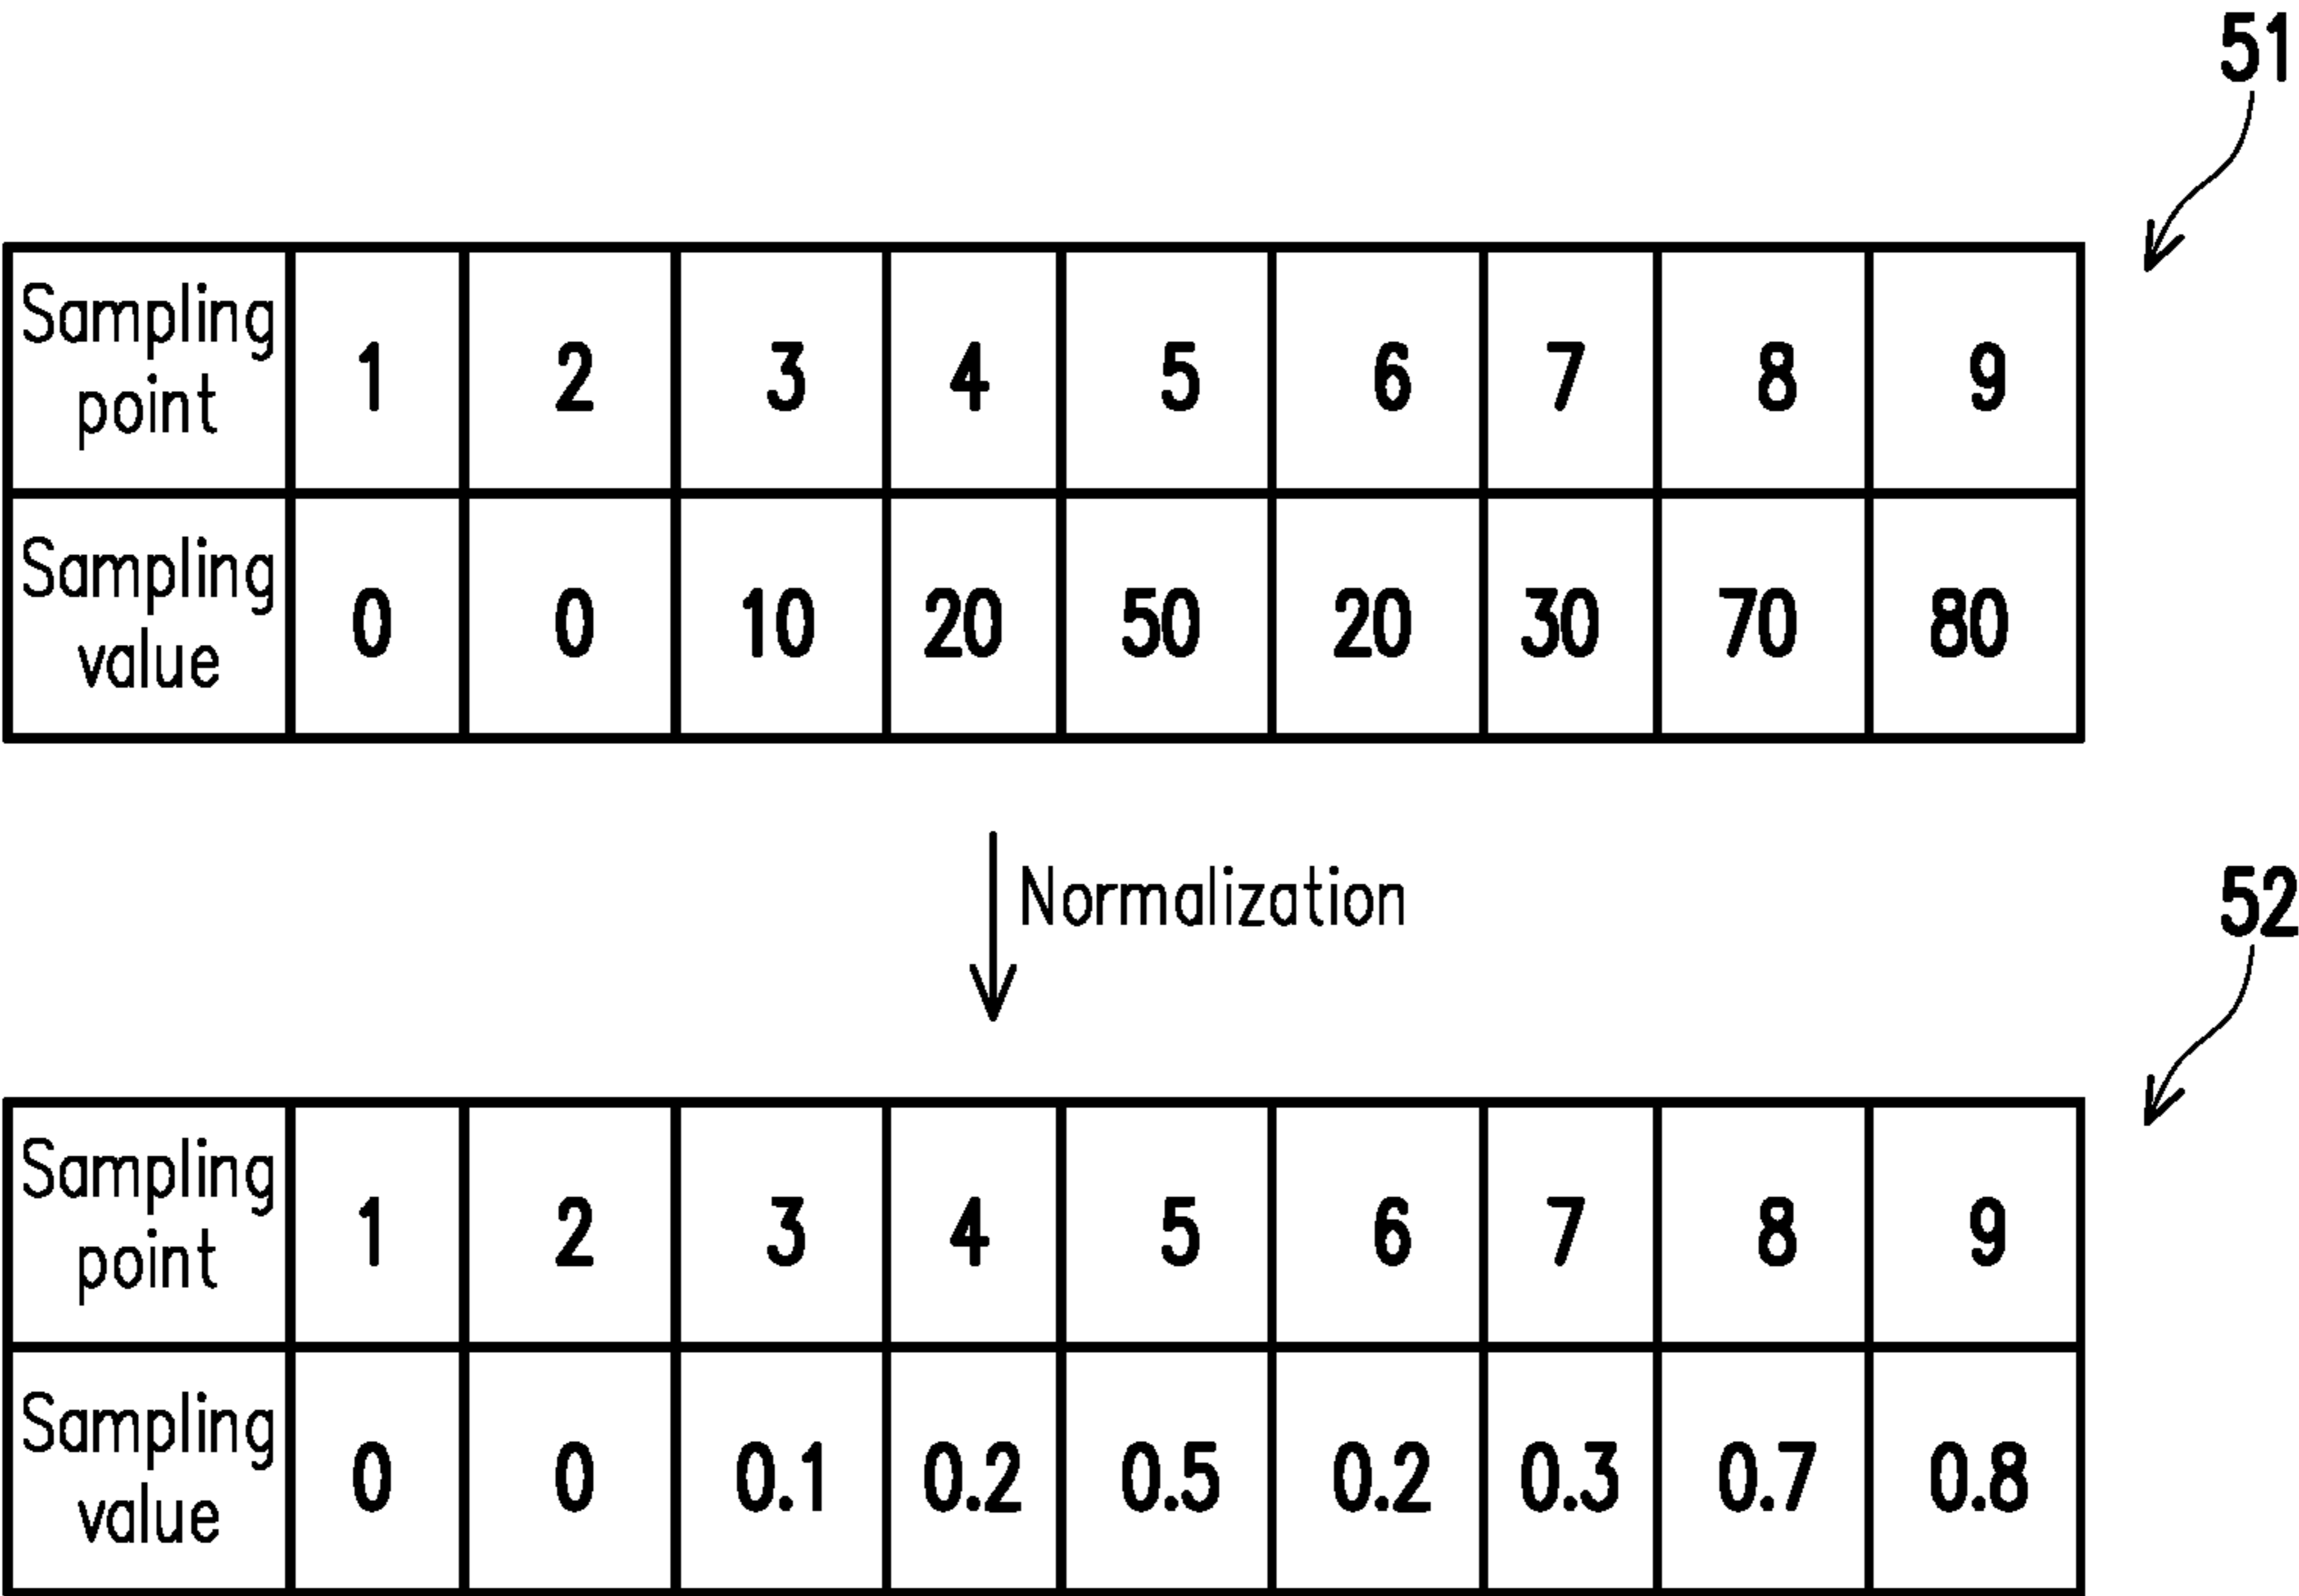 51
Sampling point 1 2 3 4 5 6 7 8 9
Sampling value 0 0 10 20 50 20 30 70 80
Normalization
52
Sampling point 1 2 3 4 5 6 7 8 9
Sampling value 0 0 0.1 0.2 0.5 0.2 0.3 0.7 0.8